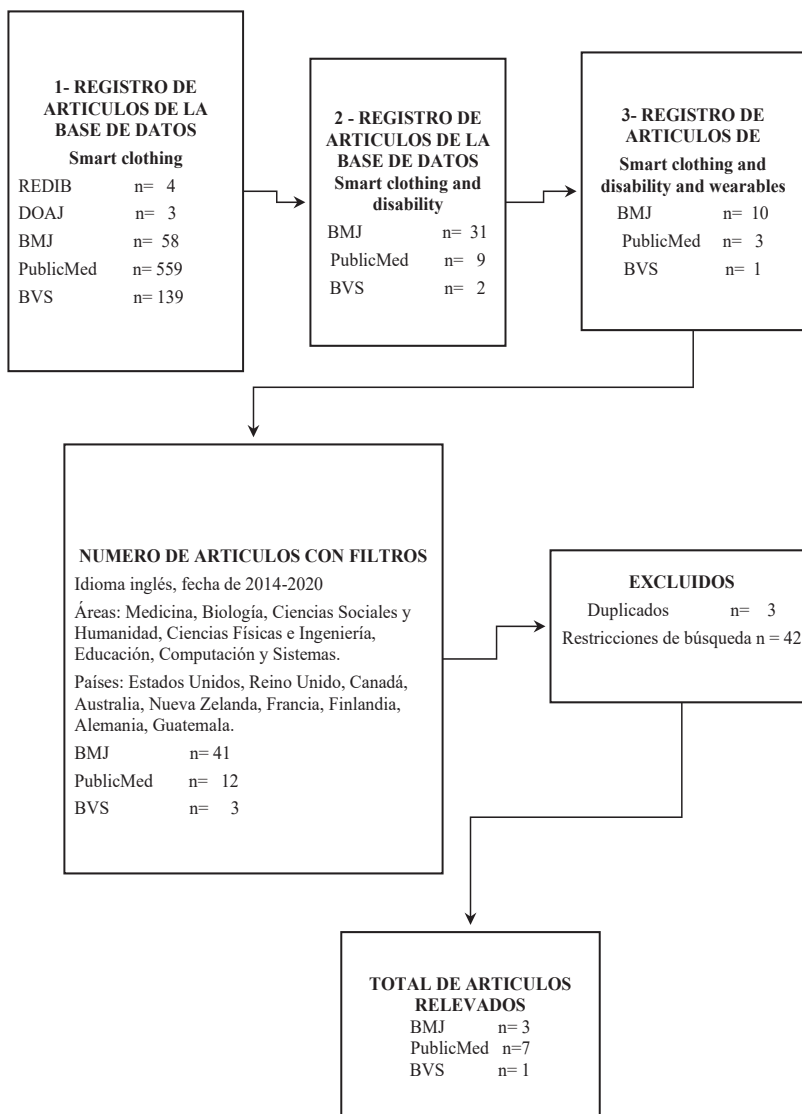 1- REGISTRO DE
ARTICULOS DE LA
BASE DE DATOS
Smart clothing
REDIB n= 4
DOAJ n= 3
BMJ n= 58
PublicMed n= 559
BVS n= 139
2 - REGISTRO DE
ARTICULOS DE LA
BASE DE DATOS
Smart clothing and
disability
BMJ n= 31
PublicMed n= 9
BVS n= 2
3- REGISTRO DE
ARTICULOS DE
Smart clothing and
disability and wearables
BMJ n= 10
PublicMed n= 3
BVS n= 1
NUMERO DE ARTICULOS CON FILTROS
Idioma inglés, fecha de 2014-2020
Áreas: Medicina, Biología, Ciencias Sociales y
Humanidad, Ciencias Físicas e Ingeniería,
Educación, Computación y Sistemas.
Países: Estados Unidos, Reino Unido, Canadá,
Australia, Nueva Zelanda, Francia, Finlandia,
Alemania, Guatemala.
BMJ n= 41
PublicMed n= 12
BVS n= 3
EXCLUIDOS
Duplicados n= 3
Restricciones de búsqueda n = 42
TOTAL DE ARTICULOS
RELEVADOS
BMJ n= 3
PublicMed n=7
BVS n= 1